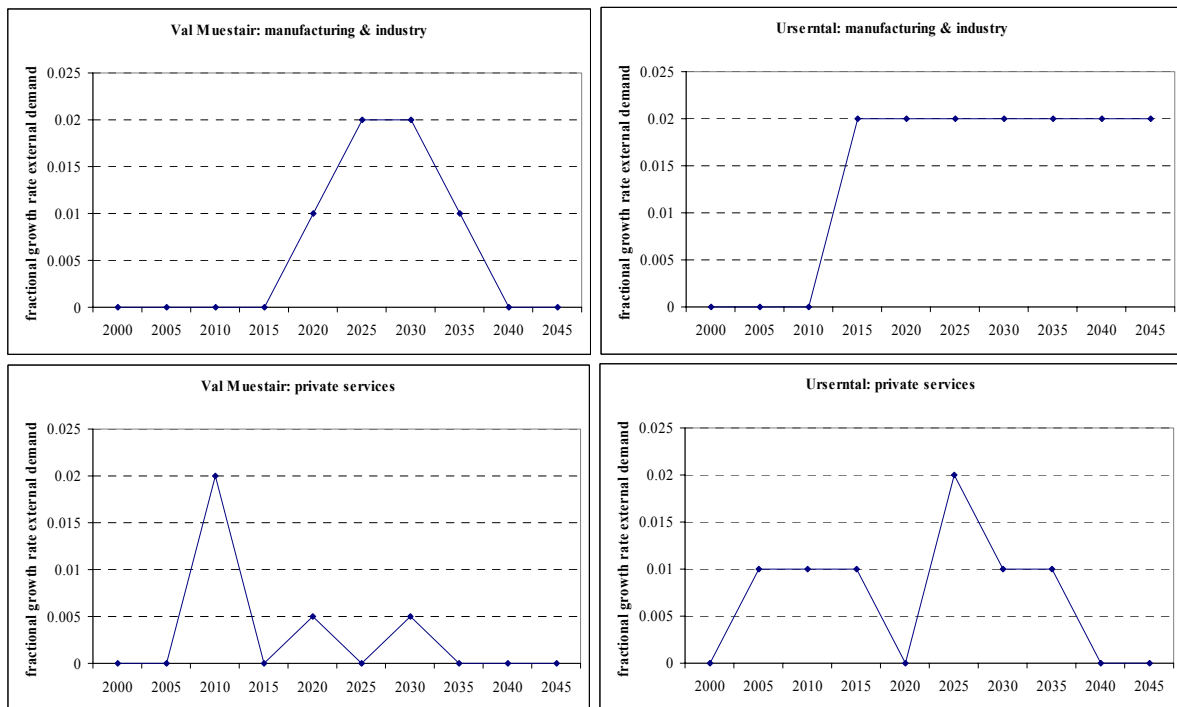 Val Muestair: manufacturing & industry
fractional growth rate external demand
0.025
0.02
0.015
0.01
0.005
0
2000 2005 2010 2015 2020 2025 2030 2035 2040 2045
Urserntal: manufacturing & industry
fractional growth rate external demand
0.025
0.02
0.015
0.01
0.005
0
2000 2005 2010 2015 2020 2025 2030 2035 2040 2045
Val Muestair: private services
fractional growth rate external demand
0.025
0.02
0.015
0.01
0.005
0
2000 2005 2010 2015 2020 2025 2030 2035 2040 2045
Urserntal: private services
fractional growth rate external demand
0.025
0.02
0.015
0.01
0.005
0
2000 2005 2010 2015 2020 2025 2030 2035 2040 2045